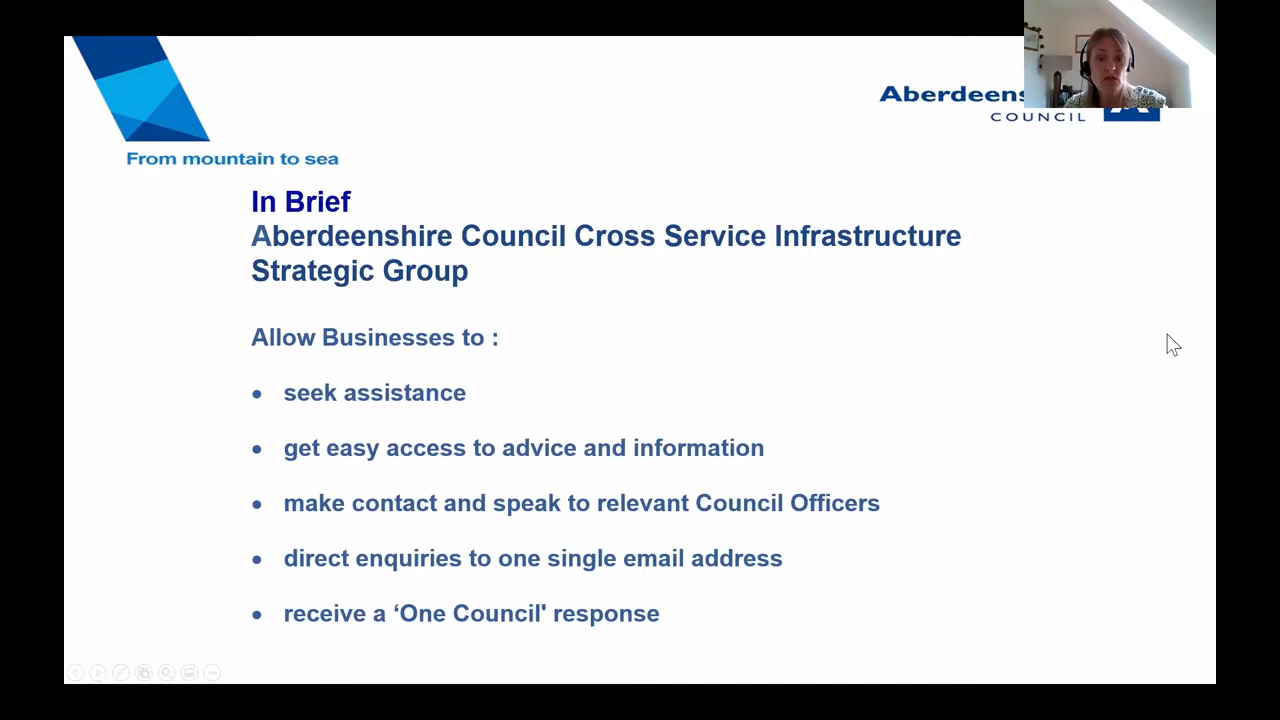 Aberdeens
COUNCIL
From mountain to sea
In Brief
Aberdeenshire Council Cross Service Infrastructure
Strategic Group
Allow Businesses to :
• seek assistance
• get easy access to advice and information
• make contact and speak to relevant Council Officers
• direct enquiries to one single email address
• receive a ‘One Council' response